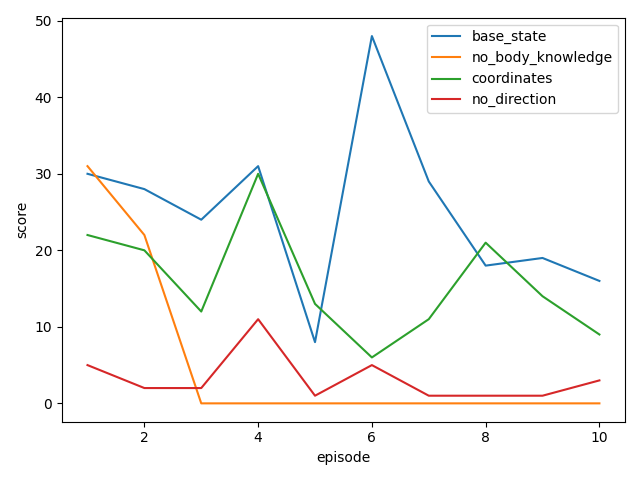 50
40
30
20
10
0
score
2
4
6
8
10
episode
base_state
no_body_knowledge
coordinates
no_direction